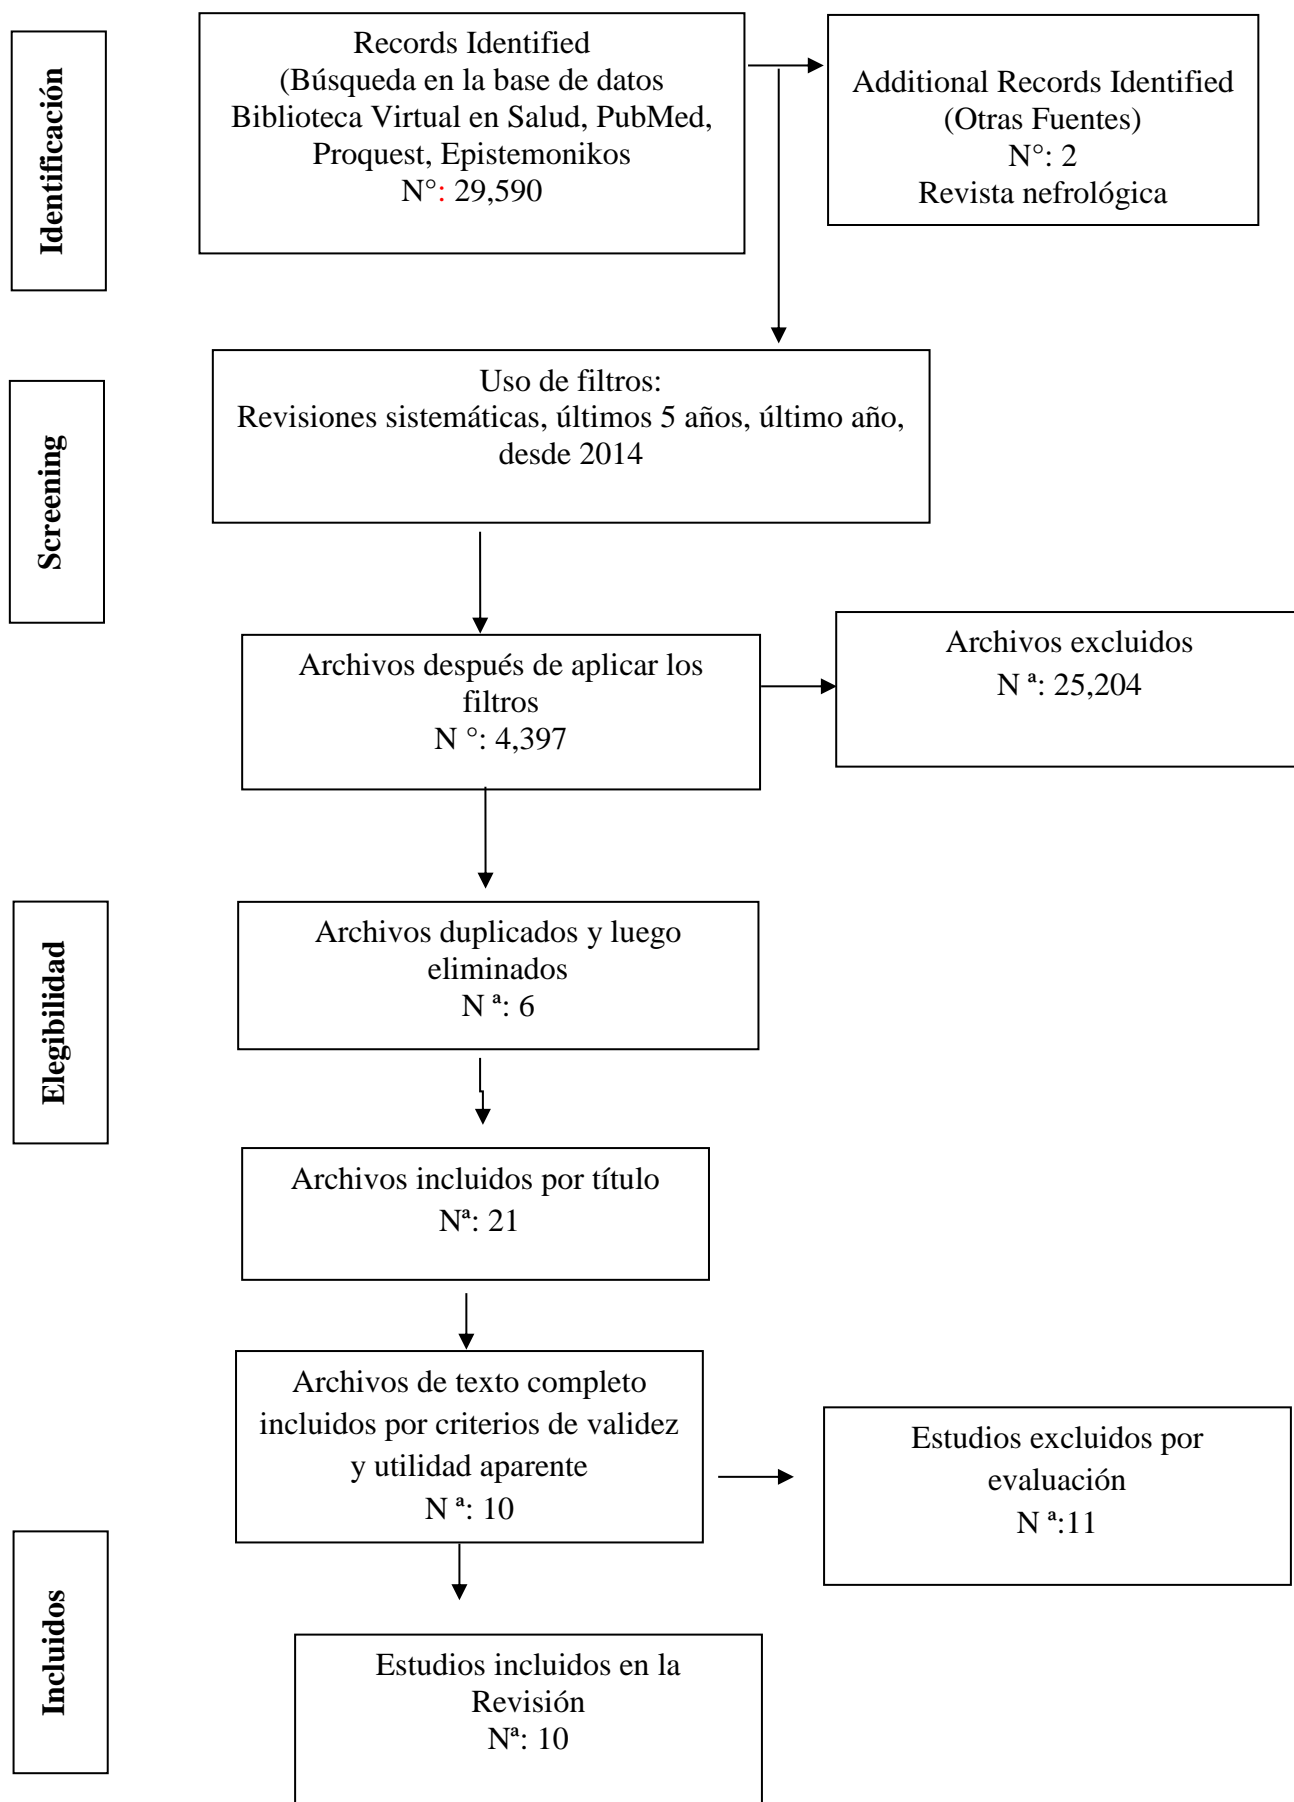 Identificación
Records Identified
(Búsqueda en la base de datos
Biblioteca Virtual en Salud, PubMed,
Proquest, Epistemonikos
N°: 29,590
Additional Records Identified
(Otras Fuentes)
N°: 2
Revista nefrológica
Screening
Uso de filtros:
Revisiones sistemáticas, últimos 5 años, último año,
desde 2014
Archivos después de aplicar los
filtros
N °: 4,397
Archivos excluidos
N ª: 25,204
Elegibilidad
Archivos duplicados y luego
eliminados
N ª: 6
Archivos incluidos por título
Nª: 21
Archivos de texto completo
incluidos por criterios de validez
y utilidad aparente
N ª: 10
Estudios excluidos por
evaluación
N ª:11
Incluidos
Estudios incluidos en la
Revisión
Nª: 10